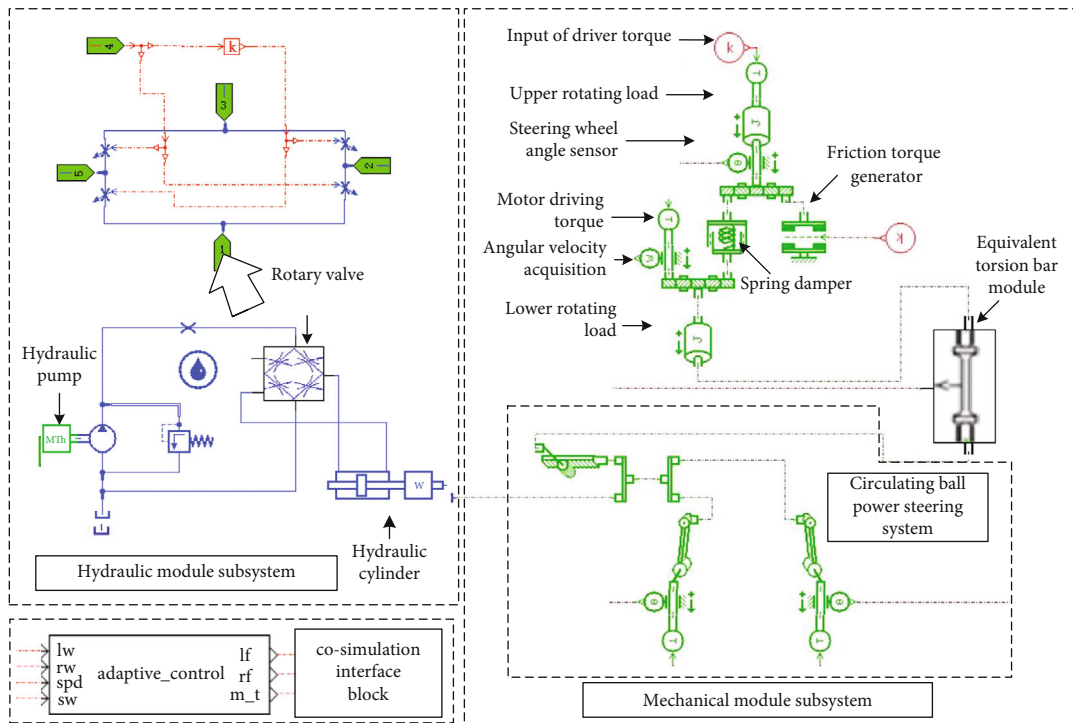 4
k
3
5
2
1
Rotary valve
Hydraulic
pump
MTh
W
Hydraulic
cylinder
Hydraulic module subsystem
lw
rw
spd
sw
adaptive_control
lf
rf
m_t
co-simulation
interface
block
Input of driver torque
k
T
Upper rotating load
J
Steering wheel
angle sensor
θ
Friction torque
generator
k
Motor driving
torque
T
Angular velocity
acquisition
W
Spring damper
Equivalent
torsion bar
module
Lower rotating
load
J
Circulating ball
power steering
system
θ
θ
T
T
Mechanical module subsystem